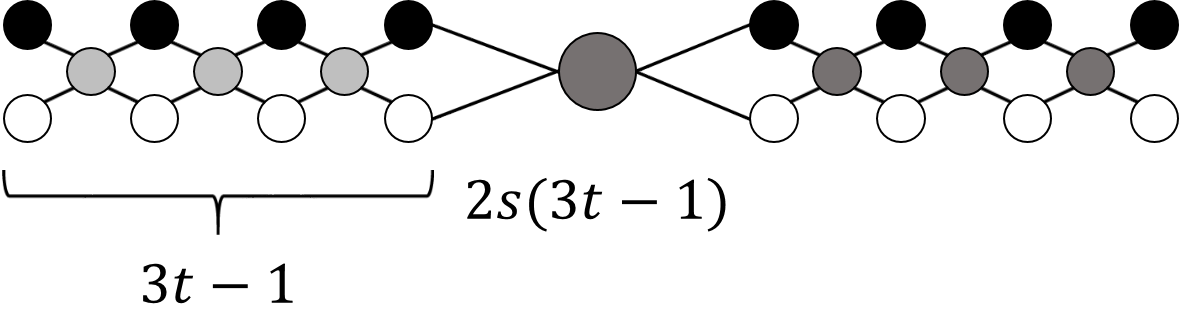 2s(3t − 1)
3t − 1